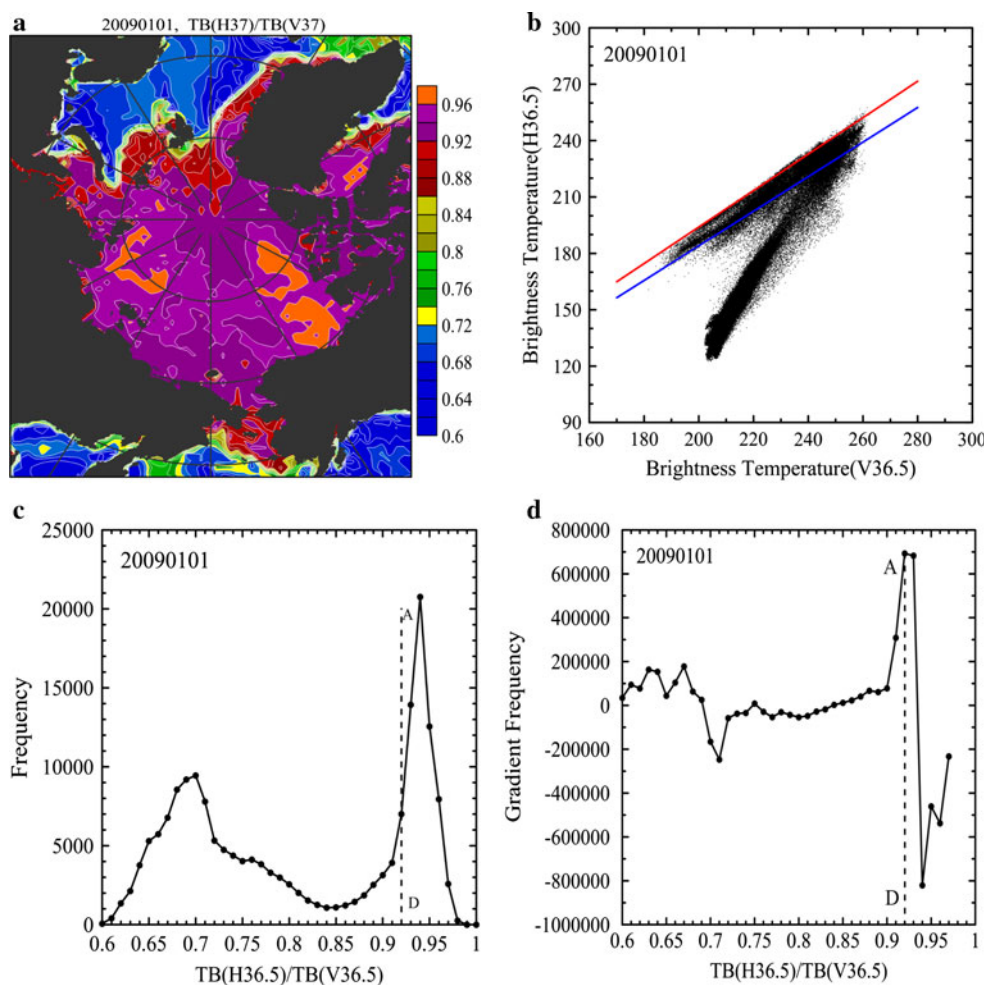 a
20090101, TB(H37)/TB(V37)
0.96
0.92
0.88
0.84
0.8
0.76
0.72
0.68
0.64
0.6
b
20090101
Brightness Temperature(H36.5)
300
270
240
210
180
150
120
90
160 180 200 220 240 260 280 300
Brightness Temperature(V36.5)
c
20090101
Frequency
25000
20000
15000
10000
5000
0
A
D
0.6 0.65 0.7 0.75 0.8 0.85 0.9 0.95 1
TB(H36.5)/TB(V36.5)
d
20090101
Gradient Frequency
800000
600000
400000
200000
0
-200000
-400000
-600000
-800000
-1000000
A
D
0.6 0.65 0.7 0.75 0.8 0.85 0.9 0.95 1
TB(H36.5)/TB(V36.5)